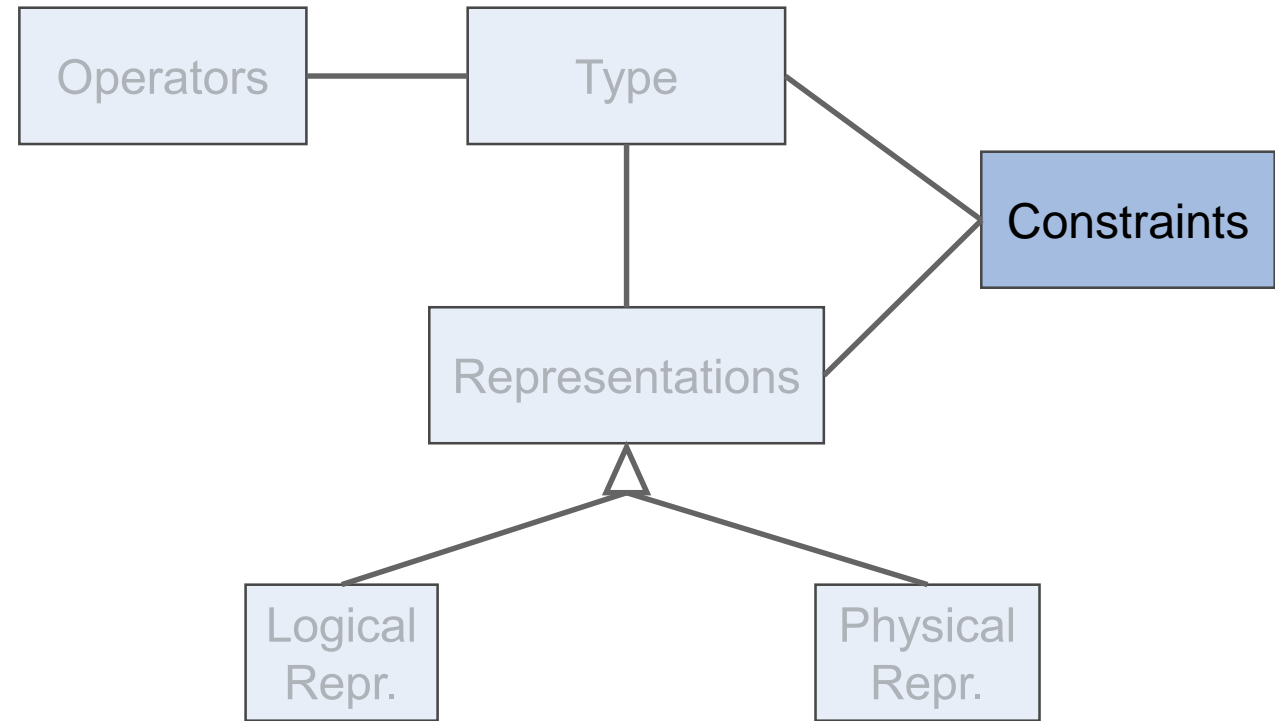 Operators
Type
Constraints
Representations
Logical
Repr.
Physical
Repr.